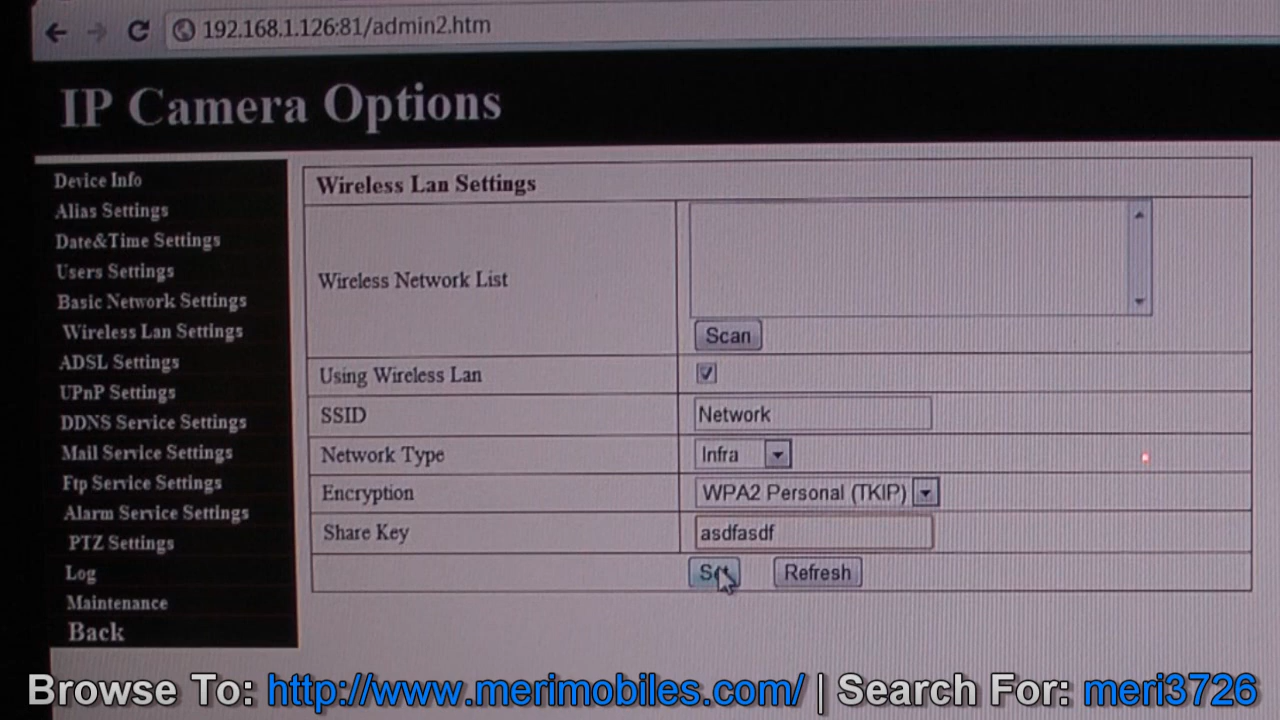 192.168.1.126:81/admin2.htm
IP Camera Options
Device Info
Alias Settings
Date&Time Settings
Users Settings
Basic Network Settings
Wireless Lan Settings
ADSL Settings
UPnP Settings
DDNS Service Settings
Mail Service Settings
Ftp Service Settings
Alarm Service Settings
PTZ Settings
Log
Maintenance
Back
Wireless Lan Settings
Wireless Network List
Scan
Using Wireless Lan
SSID Network
Network Type Infra
Encryption WPA2 Personal (TKIP)
Share Key asdfasdf
Set Refresh
Browse To: http://www.merimobiles.com/ | Search For: meri3726